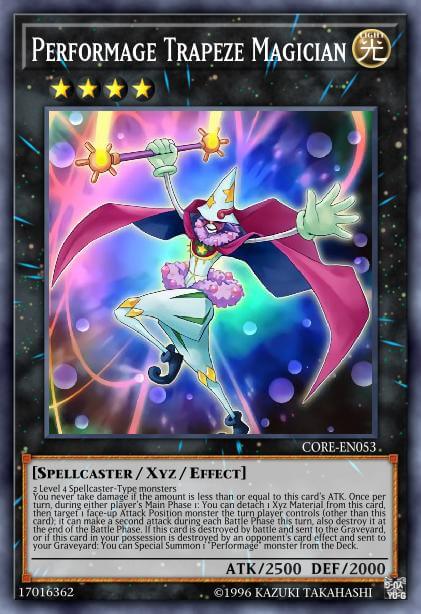 PERFORMAGE TRAPEZE MAGICIAN
LIGHT
光
CORE-EN053
[SPELLCASTER / XYZ / EFFECT]
2 Level 4 Spellcaster-Type monsters
You never take damage if the amount is less than or equal to this card's ATK. Once per
turn, during either player's Main Phase 1: You can detach 1 Xyz Material from this card,
then target 1 face-up Attack Position monster the turn player controls (other than this
card); it can make a second attack during each Battle Phase this turn, also destroy it at
the end of the Battle Phase. If this card is destroyed by battle and sent to the Graveyard,
or if this card in your possession is destroyed by an opponent's card effect and sent to
your Graveyard: You can Special Summon 1 "Performage" monster from the Deck.
ATK/2500 DEF/2000
17016362
©1996 KAZUKI TAKAHASHI